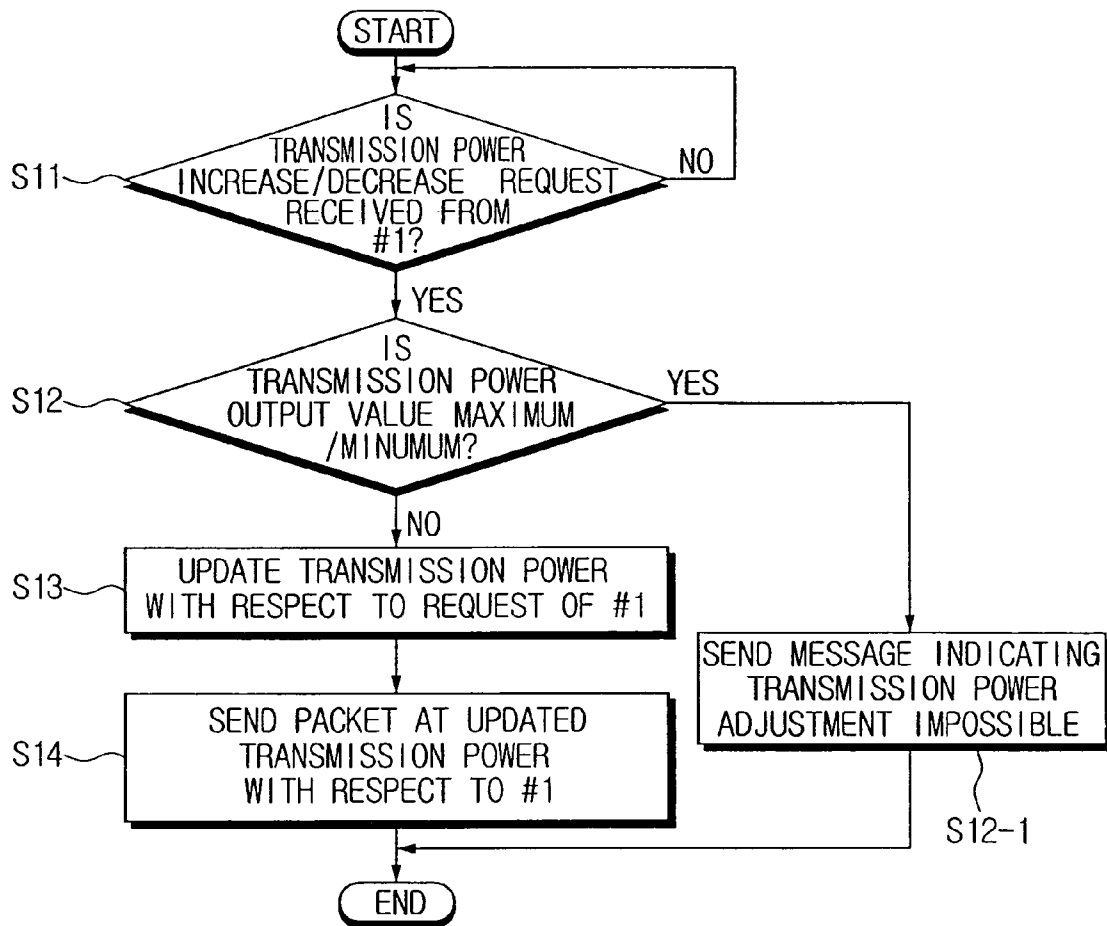 START
IS
TRANSMISSION POWER
INCREASE/DECREASE REQUEST
RECEIVED FROM
#1?
S11
NO
YES
IS
TRANSMISSION POWER
OUTPUT VALUE MAXIMUM
/MINUMUM?
S12
YES
NO
UPDATE TRANSMISSION POWER
WITH RESPECT TO REQUEST OF #1
S13
SEND MESSAGE INDICATING
TRANSMISSION POWER
ADJUSTMENT IMPOSSIBLE
S12-1
SEND PACKET AT UPDATED
TRANSMISSION POWER
WITH RESPECT TO #1
S14
END